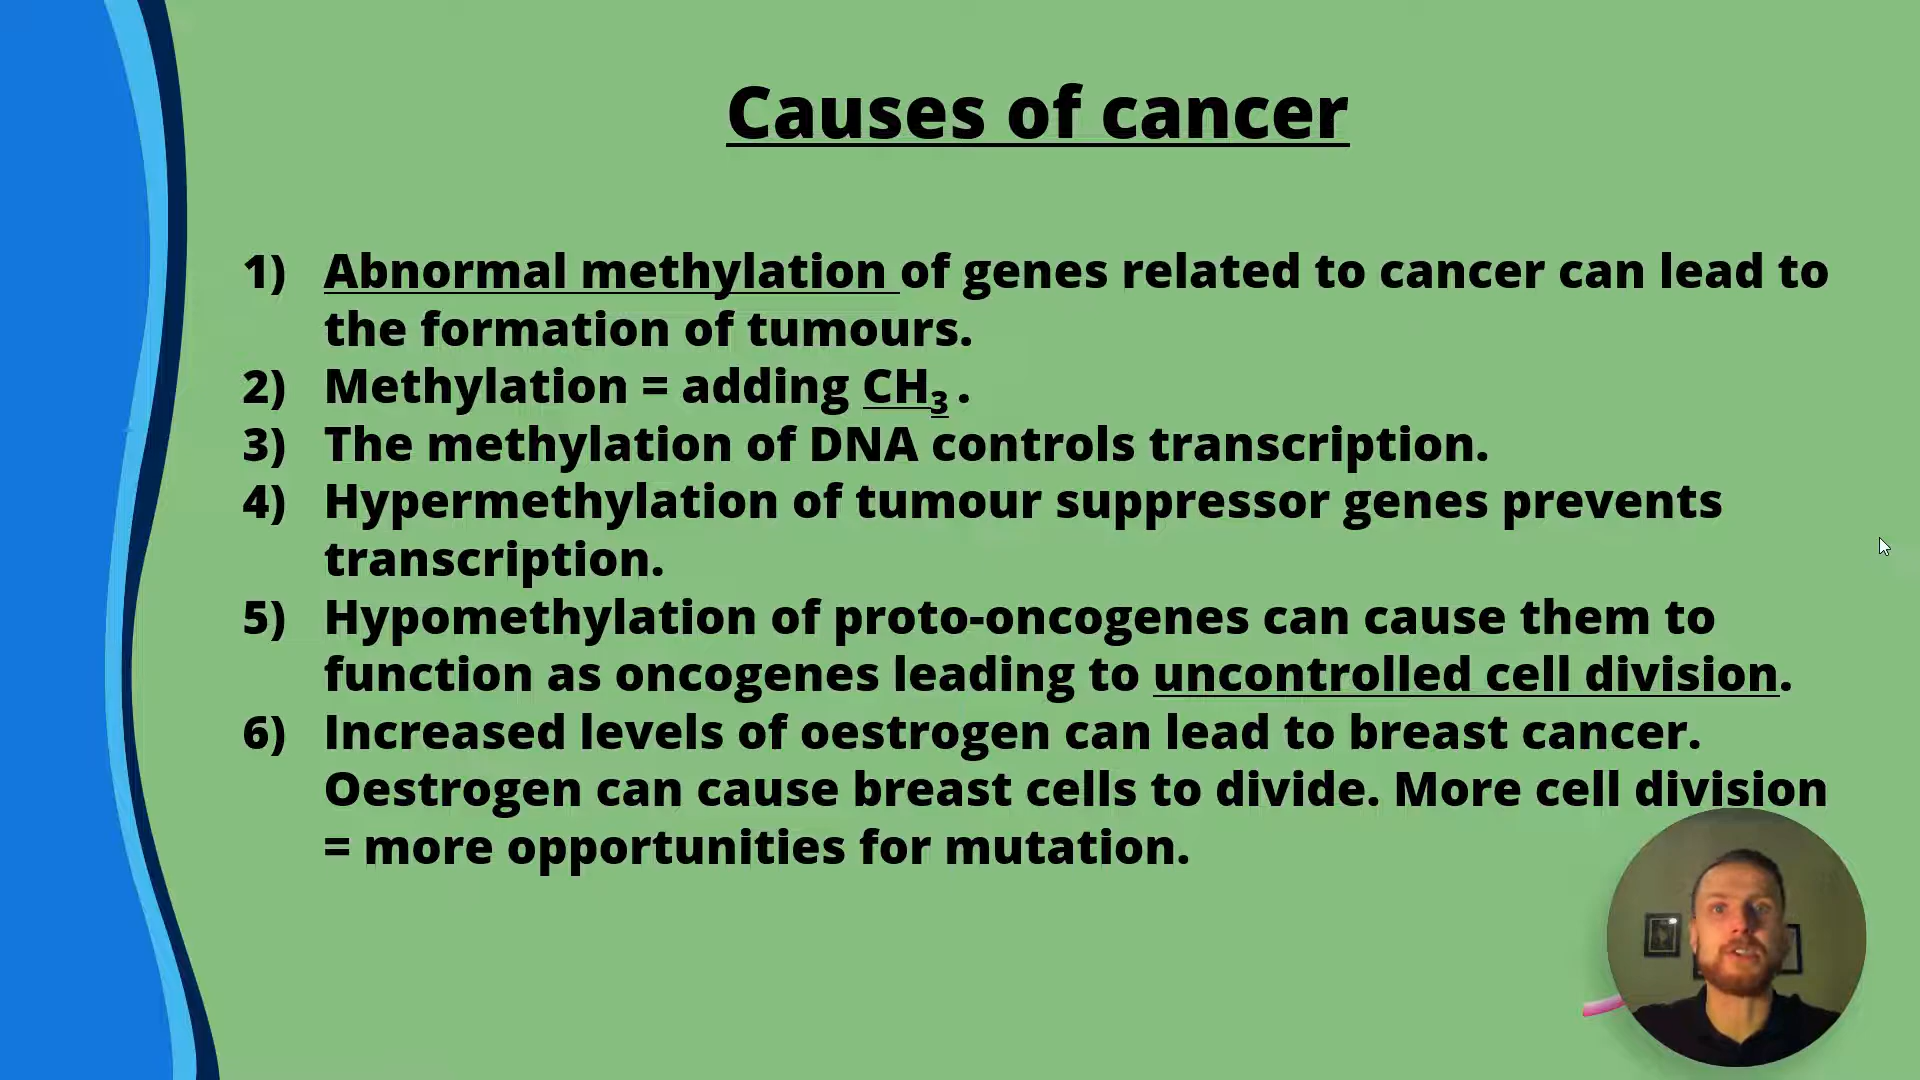 Causes of cancer
1) Abnormal methylation of genes related to cancer can lead to
the formation of tumours.
2) Methylation = adding CH₃ .
3) The methylation of DNA controls transcription.
4) Hypermethylation of tumour suppressor genes prevents
transcription.
5) Hypomethylation of proto-oncogenes can cause them to
function as oncogenes leading to uncontrolled cell division.
6) Increased levels of oestrogen can lead to breast cancer.
Oestrogen can cause breast cells to divide. More cell division
= more opportunities for mutation.